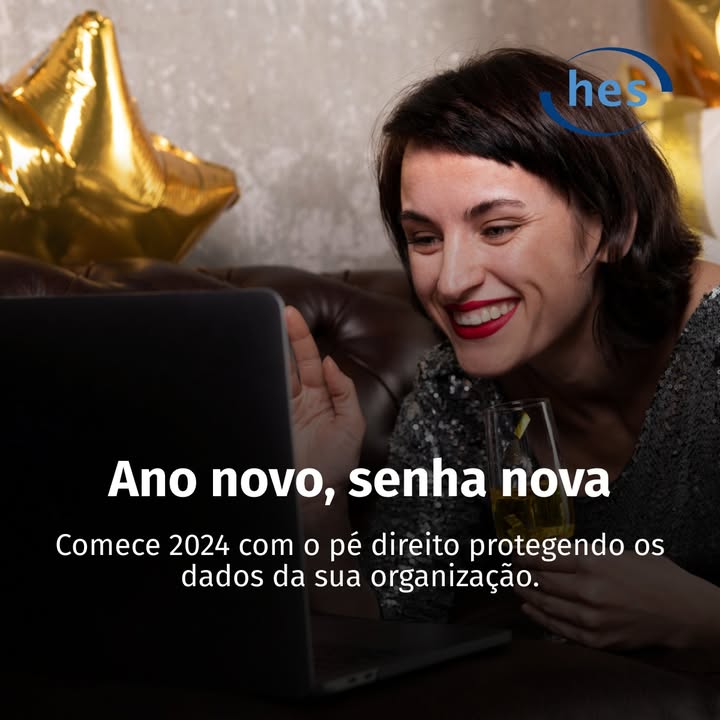 hes
Ano novo, senha nova
Comece 2024 com o pé direito protegendo os
dados da sua organização.